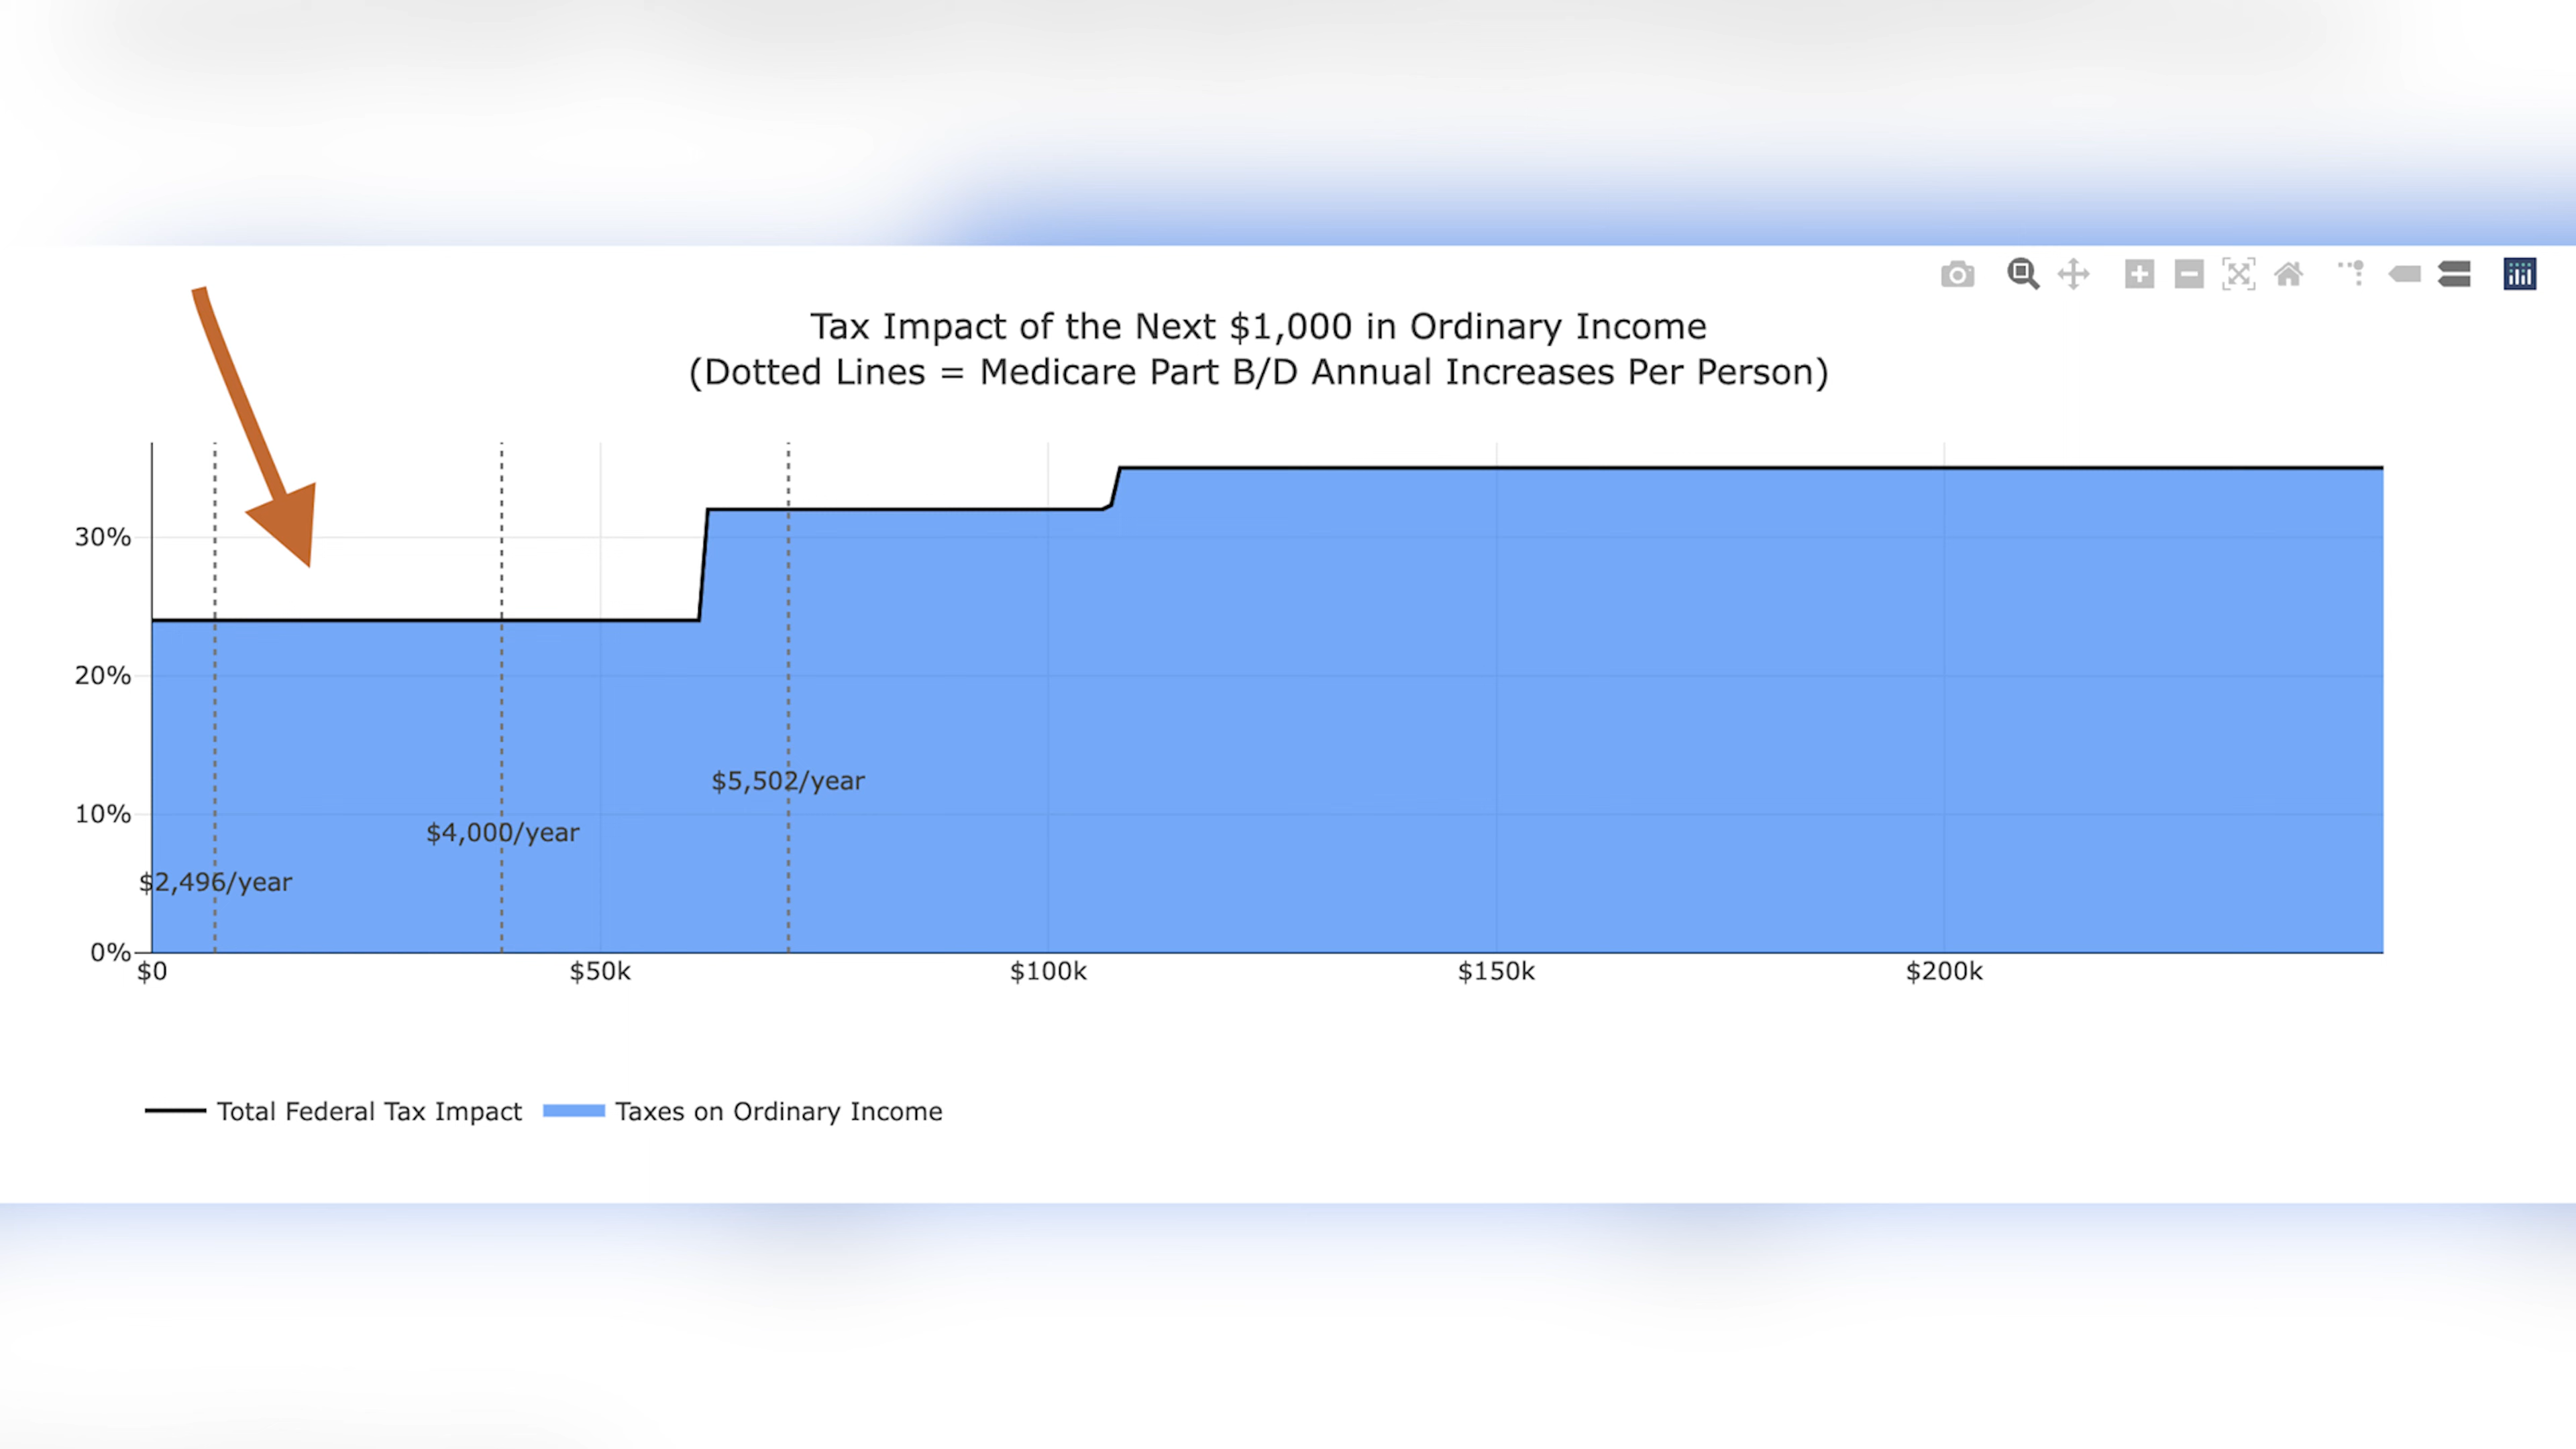 Tax Impact of the Next $1,000 in Ordinary Income
(Dotted Lines = Medicare Part B/D Annual Increases Per Person)
30%
20%
10%
0%
$5,502/year
$4,000/year
$2,496/year
$0
$50k
$100k
$150k
$200k
Total Federal Tax Impact
Taxes on Ordinary Income